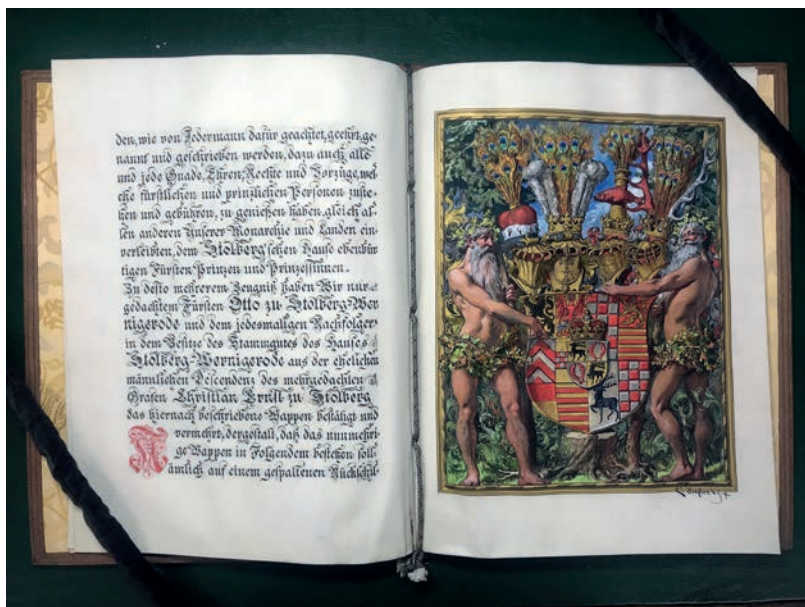 den, wie von Jedermann dafür geachtet, geehrt, ge-
nannt und geschrieben werden, dazu auch alle
und jede Gnade, Ehren, Rechte und Vorzüge, wel-
che fürstlichen und prinzlichen Personen zuste-
hen und gebühren, zu genießen haben, gleich al-
len anderen Unserer Monarchie und Landen ein-
verleibten, dem Stolberg'schen Hause ebenbür-
tigen Fürsten Prinzen und Prinzessinnen.
Zu desto mehrerem Zeugniß haben Wir nur-
gedachtem Fürsten Otto zu Stolberg-Wer
nigerode und dem jedesmaligen Nachfolger
in dem Besitze des Stammgutes des Hauses
Stolberg-Wernigerode aus der ehelichen
männlichen Descendenz des mehrgedachten
Grafen Christian Ernst zu Stolberg
das hiernach beschriebene Wappen bestätigt und
vermehrt, dergestalt, daß das nunmehri
ge Wappen in Folgendem bestehen soll:
Nämlich auf einem gespaltenen Rückschil-